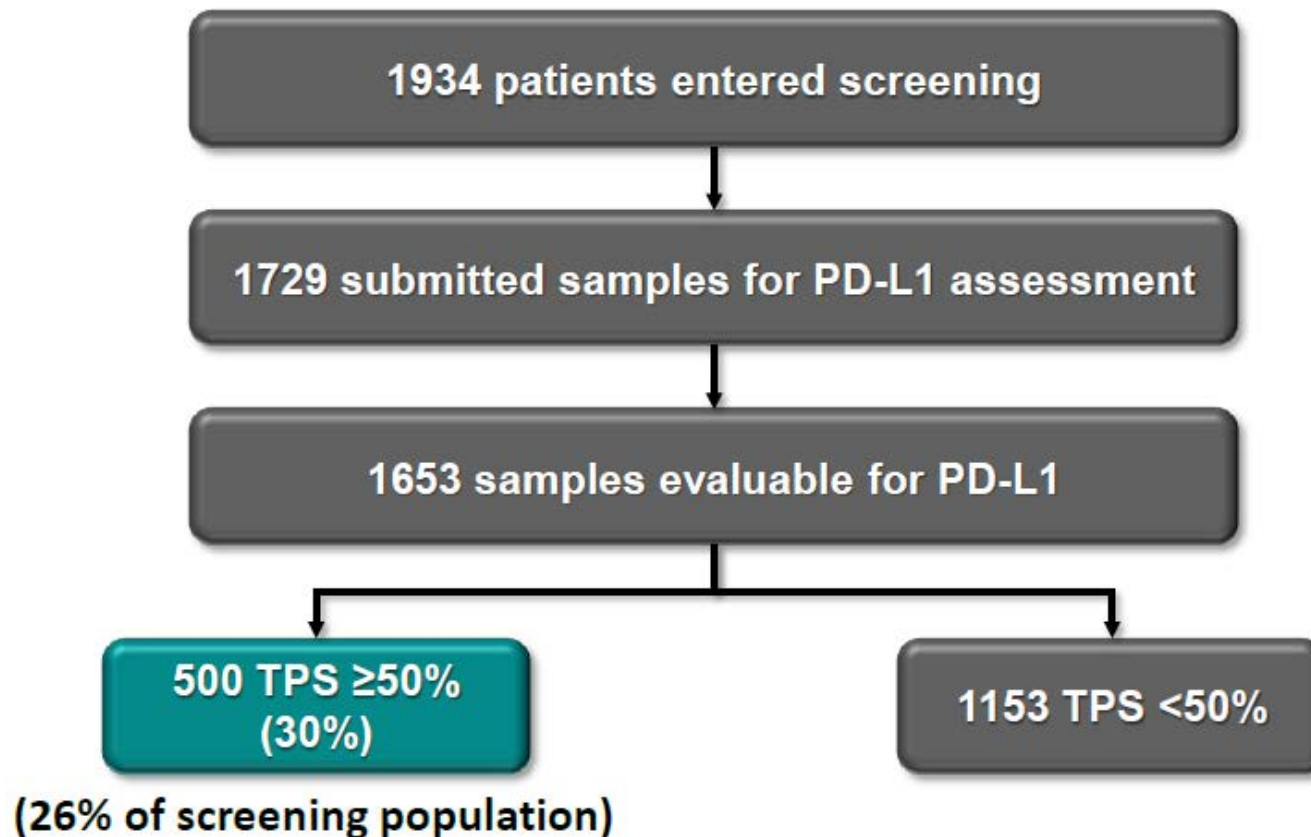 1934 patients entered screening
1729 submitted samples for PD-L1 assessment
1653 samples evaluable for PD-L1
500 TPS ≥50%
(30%)
1153 TPS <50%
(26% of screening population)